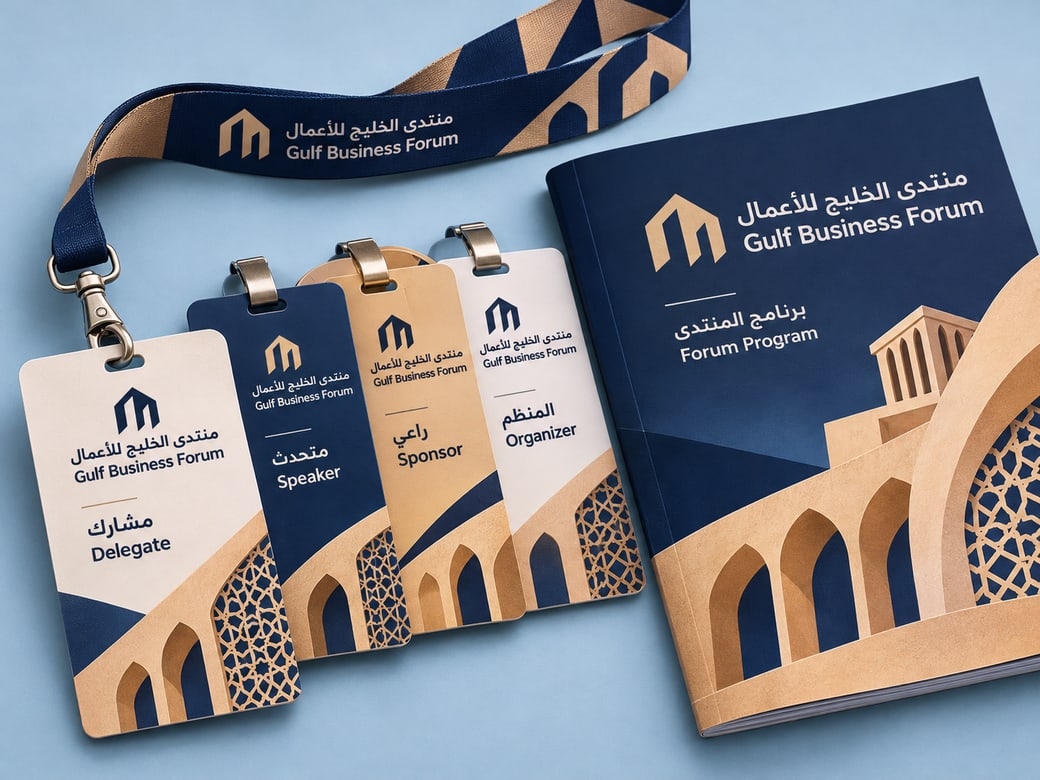 منتدى الخليج للأعمال
Gulf Business Forum
منتدى الخليج للأعمال
Gulf Business Forum
برنامج المنتدى
Forum Program
منتدى الخليج للأعمال
Gulf Business Forum
مشارك
Delegate
منتدى الخليج للأعمال
Gulf Business Forum
متحدث
Speaker
منتدى الخليج للأعمال
Gulf Business Forum
راعي
Sponsor
منتدى الخليج للأعمال
Gulf Business Forum
المنظم
Organizer